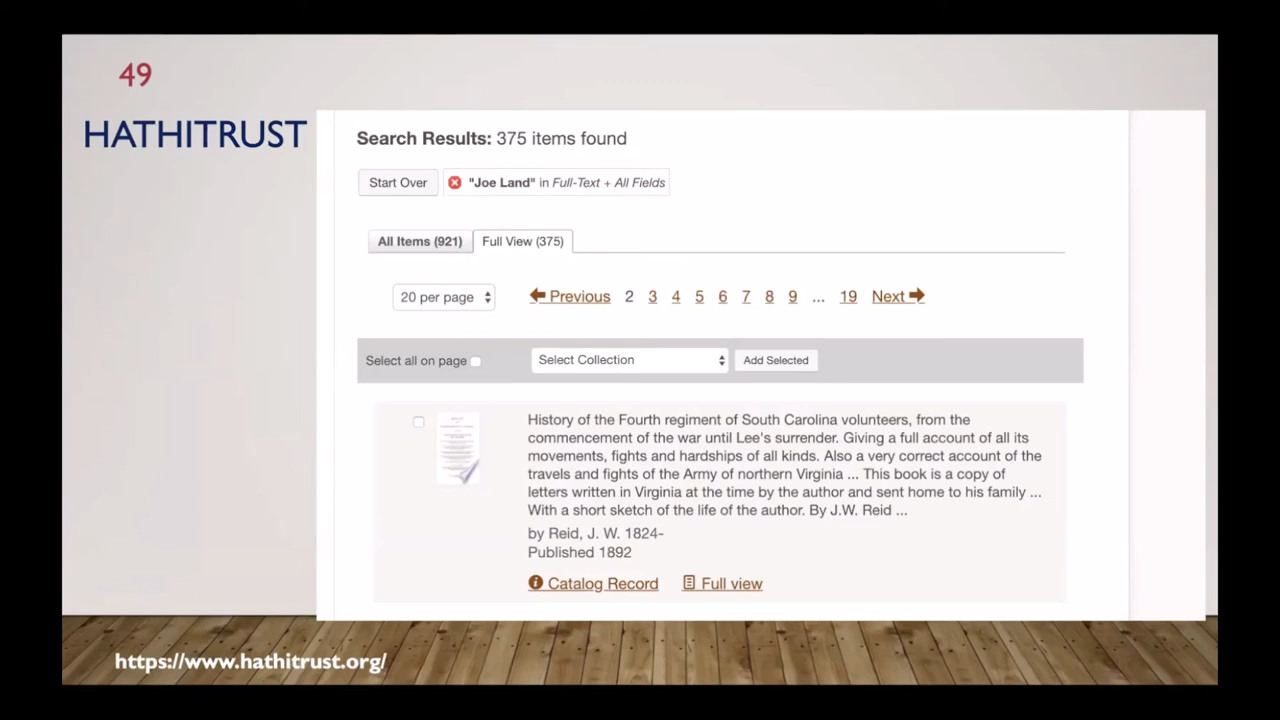 49
HATHITRUST
Search Results: 375 items found
Start Over
"Joe Land" in Full-Text + All Fields
All Items (921) Full View (375)
20 per page Previous 2 3 4 5 6 7 8 9 ... 19 Next
Select all on page Select Collection Add Selected
History of the Fourth regiment of South Carolina volunteers, from the
commencement of the war until Lee's surrender. Giving a full account of all its
movements, fights and hardships of all kinds. Also a very correct account of the
travels and fights of the Army of northern Virginia ... This book is a copy of
letters written in Virginia at the time by the author and sent home to his family ...
With a short sketch of the life of the author. By J.W. Reid ...
by Reid, J. W. 1824-
Published 1892
Catalog Record Full view
https://www.hathitrust.org/